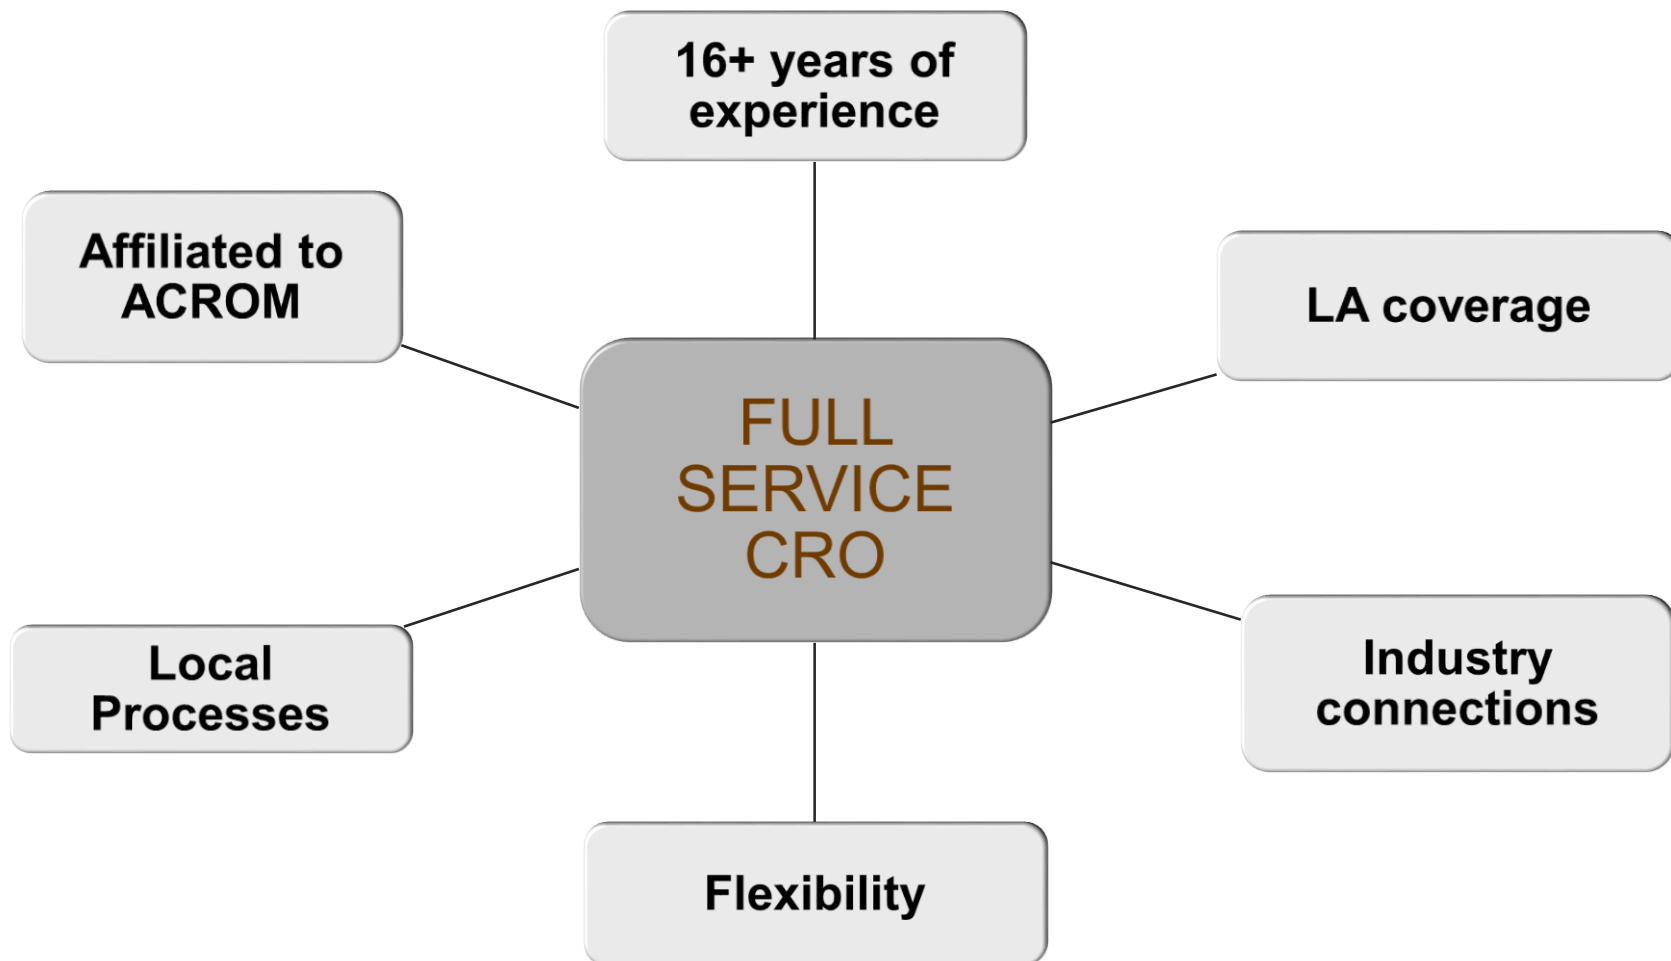 16+ years of
experience
Affiliated to
ACROM
LA coverage
FULL
SERVICE
CRO
Local
Processes
Industry
connections
Flexibility